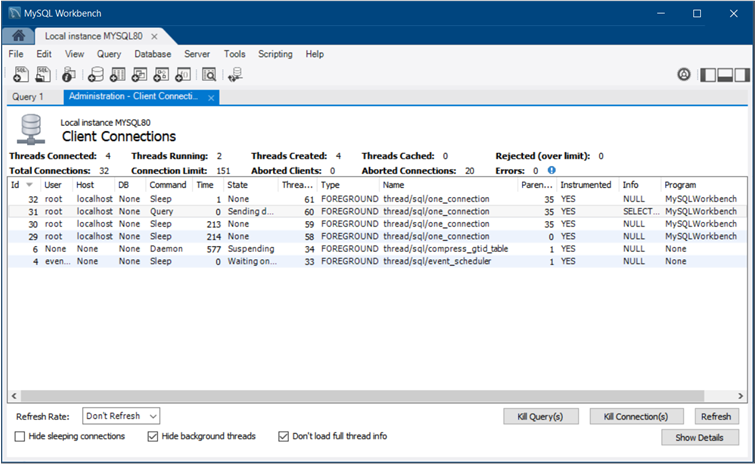 MySQL Workbench
Local instance MYSQL80 ×
File Edit View Query Database Server Tools Scripting Help
Query 1 Administration - Client Connecti... ×
Local instance MYSQL80
Client Connections
Threads Connected: 4 Threads Running: 2 Threads Created: 4 Threads Cached: 0 Rejected (over limit): 0
Total Connections: 32 Connection Limit: 151 Aborted Clients: 0 Aborted Connections: 20 Errors: 0
Id User Host DB Command Time State Threa... Type Name Paren... Instrumented Info Program
32 root localhost None Sleep 1 None 61 FOREGROUND thread/sql/one_connection 35 YES NULL MySQLWorkbench
31 root localhost None Query 0 Sending d... 60 FOREGROUND thread/sql/one_connection 35 YES SELECT... MySQLWorkbench
30 root localhost None Sleep 213 None 59 FOREGROUND thread/sql/one_connection 35 YES NULL MySQLWorkbench
29 root localhost None Sleep 214 None 58 FOREGROUND thread/sql/one_connection 0 YES NULL MySQLWorkbench
6 None None None Daemon 577 Suspending 34 FOREGROUND thread/sql/compress_gtid_table 1 YES NULL None
4 even... None None Sleep 0 Waiting on... 33 FOREGROUND thread/sql/event_scheduler 1 YES NULL None
Refresh Rate: Don't Refresh Kill Query(s) Kill Connection(s) Refresh
Hide sleeping connections Hide background threads Don't load full thread info Show Details